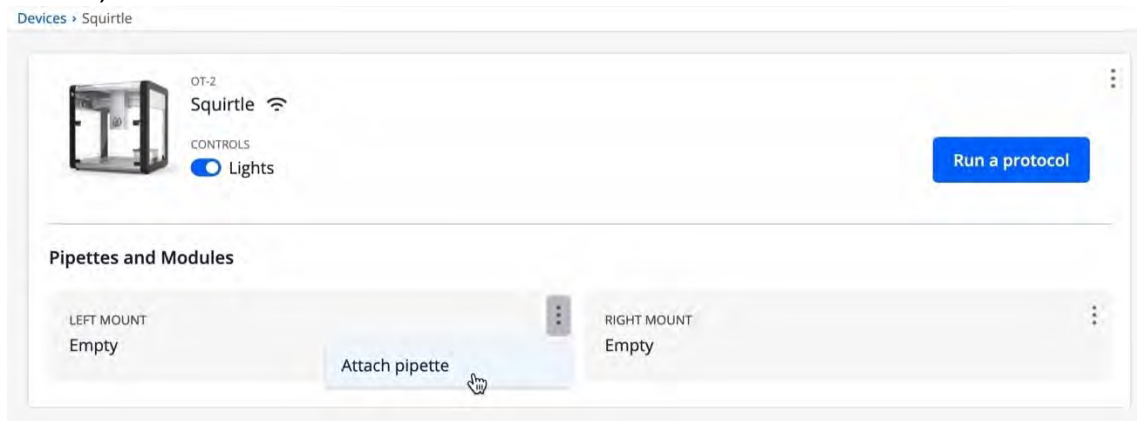 Devices › Squirtle
OT-2
Squirtle
CONTROLS
Lights
Run a protocol
Pipettes and Modules
LEFT MOUNT
Empty
Attach pipette
RIGHT MOUNT
Empty